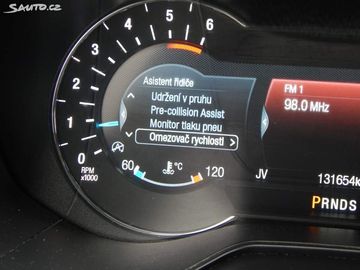 Sauto.cz
Asistent řidiče
Udržení v pruhu
Pre-collision Assist
Monitor tlaku pneu
Omezovač rychlosti
FM 1
98.0 MHz
0
1
2
3
4
5
6
RPM
x1000
60
°C
120
JV
131654k
PRNDS